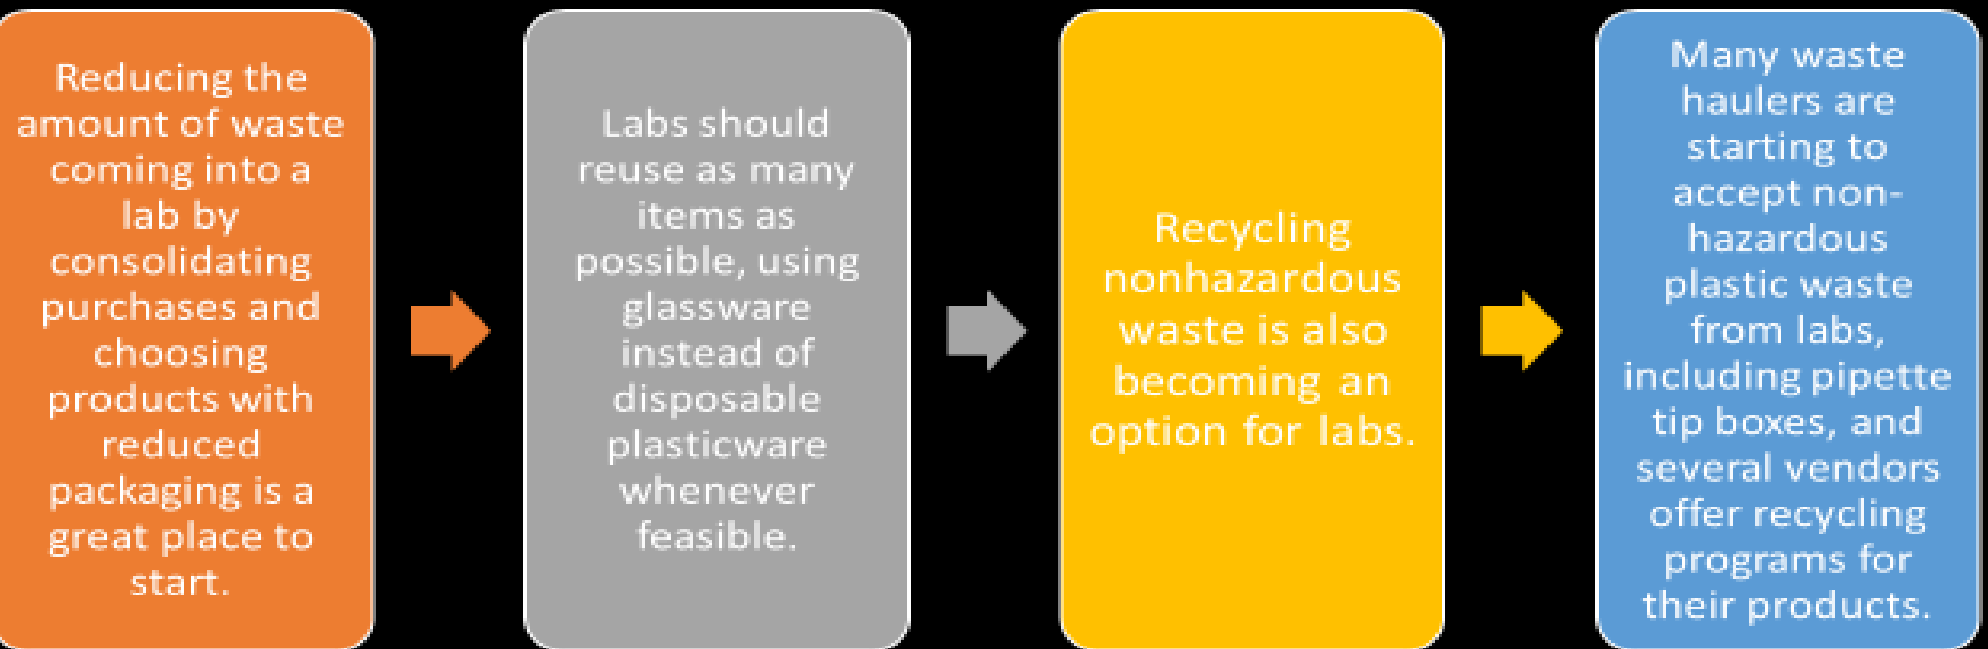 Reducing the
amount of waste
coming into a
lab by
consolidating
purchases and
choosing
products with
reduced
packaging is a
great place to
start.
Labs should
reuse as many
items as
possible, using
glassware
instead of
disposable
plasticware
whenever
feasible.
Recycling
nonhazardous
waste is also
becoming an
option for labs.
Many waste
haulers are
starting to
accept non-
hazardous
plastic waste
from labs,
including pipette
tip boxes, and
several vendors
offer recycling
programs for
their products.